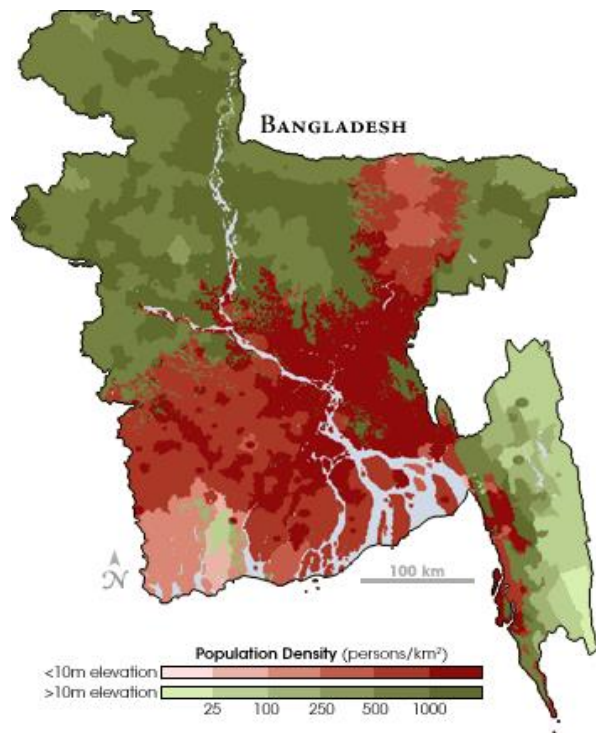 BANGLADESH
N
100 km
Population Density (persons/km²)
<10m elevation
>10m elevation
25 100 250 500 1000